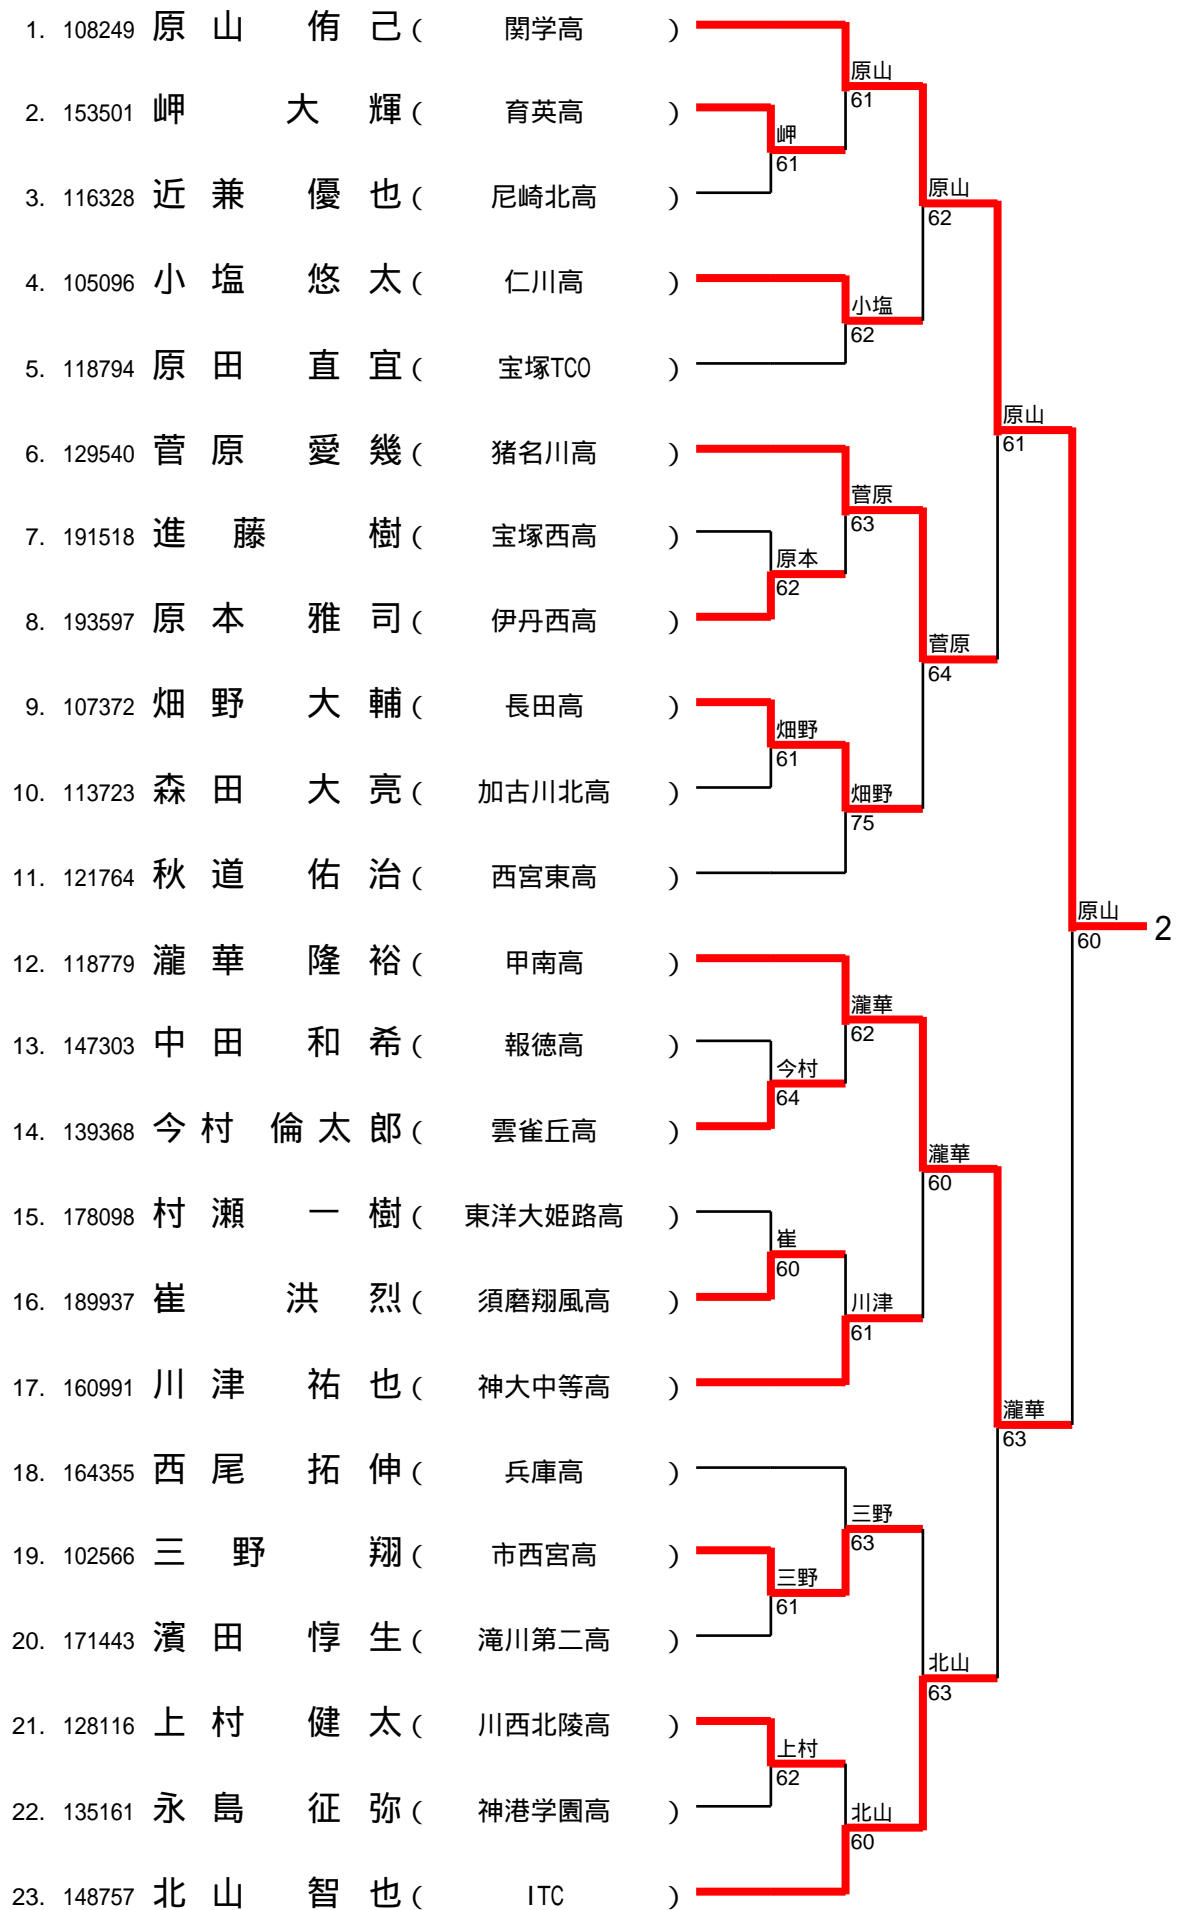 1. 108249 原 山 侑 己 ( 関学高 )
原山
61
2. 153501 岬 大 輝 ( 育英高 )
岬
61
3. 116328 近 兼 優 也 ( 尼崎北高 )
原山
62
4. 105096 小 塩 悠 太 ( 仁川高 )
小塩
62
5. 118794 原 田 直 宜 ( 宝塚TCO )
原山
61
6. 129540 菅 原 愛 幾 ( 猪名川高 )
菅原
63
7. 191518 進 藤 樹 ( 宝塚西高 )
原本
62
8. 193597 原 本 雅 司 ( 伊丹西高 )
菅原
64
9. 107372 畑 野 大 輔 ( 長田高 )
畑野
61
10. 113723 森 田 大 亮 ( 加古川北高 )
畑野
75
11. 121764 秋 道 佑 治 ( 西宮東高 )
原山
60
2
12. 118779 瀧 華 隆 裕 ( 甲南高 )
瀧華
62
13. 147303 中 田 和 希 ( 報徳高 )
今村
64
14. 139368 今 村 倫 太 郎 ( 雲雀丘高 )
瀧華
60
15. 178098 村 瀬 一 樹 ( 東洋大姫路高 )
崔
60
16. 189937 崔 洪 烈 ( 須磨翔風高 )
川津
61
17. 160991 川 津 祐 也 ( 神大中等高 )
瀧華
63
18. 164355 西 尾 拓 伸 ( 兵庫高 )
三野
63
19. 102566 三 野 翔 ( 市西宮高 )
三野
61
20. 171443 濱 田 惇 生 ( 滝川第二高 )
北山
63
21. 128116 上 村 健 太 ( 川西北陵高 )
上村
62
22. 135161 永 島 征 弥 ( 神港学園高 )
北山
60
23. 148757 北 山 智 也 ( ITC )